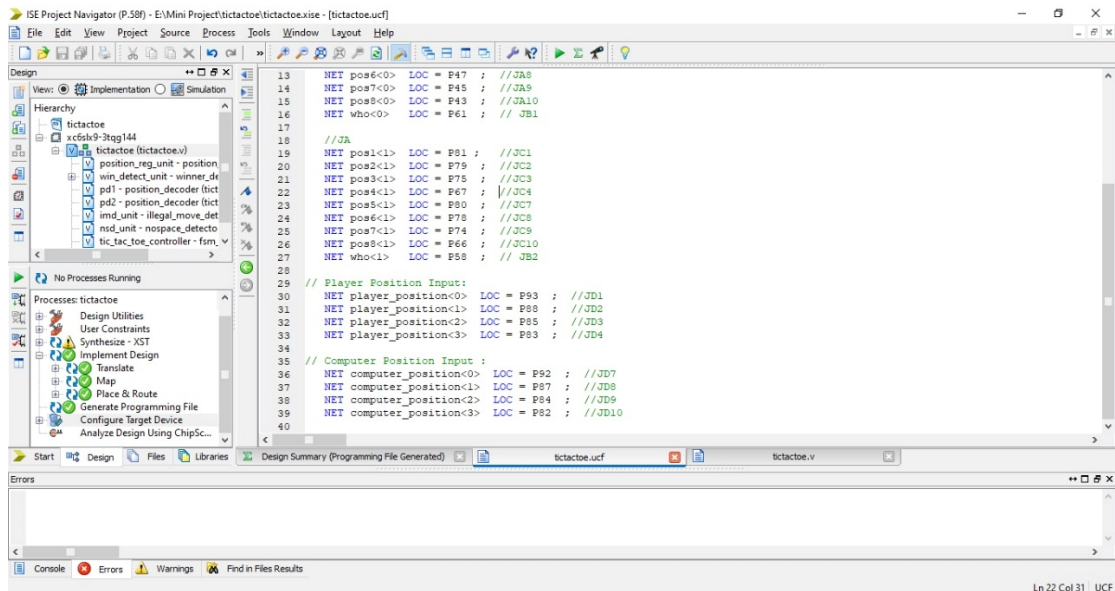 ISE Project Navigator (P.58f) - E:\Mini Project\tictactoe\tictactoe.xise - [tictactoe.ucf]
File Edit View Project Source Process Tools Window Layout Help
Design
View: Implementation Simulation
Hierarchy
tictactoe
xc6slx9-3tqg144
tictactoe (tictactoe.v)
position_reg_unit - position_
win_detect_unit - winner_de
pd1 - position_decoder (tict
pd2 - position_decoder (tict
imd_unit - illegal_move_det
nsd_unit - nospace_detecto
tic_tac_toe_controller - fsm_
No Processes Running
Processes: tictactoe
Design Utilities
User Constraints
Synthesize - XST
Implement Design
Translate
Map
Place & Route
Generate Programming File
Configure Target Device
Analyze Design Using ChipSc...
Start Design Files Libraries
13 NET pos6<0> LOC = P47 ; //JA8
14 NET pos7<0> LOC = P45 ; //JA9
15 NET pos8<0> LOC = P43 ; //JA10
16 NET who<0> LOC = P61 ; // JB1
17
18 //JA
19 NET pos1<1> LOC = P81 ; //JC1
20 NET pos2<1> LOC = P79 ; //JC2
21 NET pos3<1> LOC = P75 ; //JC3
22 NET pos4<1> LOC = P67 ; //JC4
23 NET pos5<1> LOC = P80 ; //JC7
24 NET pos6<1> LOC = P78 ; //JC8
25 NET pos7<1> LOC = P74 ; //JC9
26 NET pos8<1> LOC = P66 ; //JC10
27 NET who<1> LOC = P58 ; // JB2
28
29 // Player Position Input:
30 NET player_position<0> LOC = P93 ; //JD1
31 NET player_position<1> LOC = P88 ; //JD2
32 NET player_position<2> LOC = P85 ; //JD3
33 NET player_position<3> LOC = P83 ; //JD4
34
35 // Computer Position Input :
36 NET computer_position<0> LOC = P92 ; //JD7
37 NET computer_position<1> LOC = P87 ; //JD8
38 NET computer_position<2> LOC = P84 ; //JD9
39 NET computer_position<3> LOC = P82 ; //JD10
40
Design Summary (Programming File Generated) tictactoe.ucf tictactoe.v
Errors
Console Errors Warnings Find in Files Results
Ln 22 Col 31 UCF